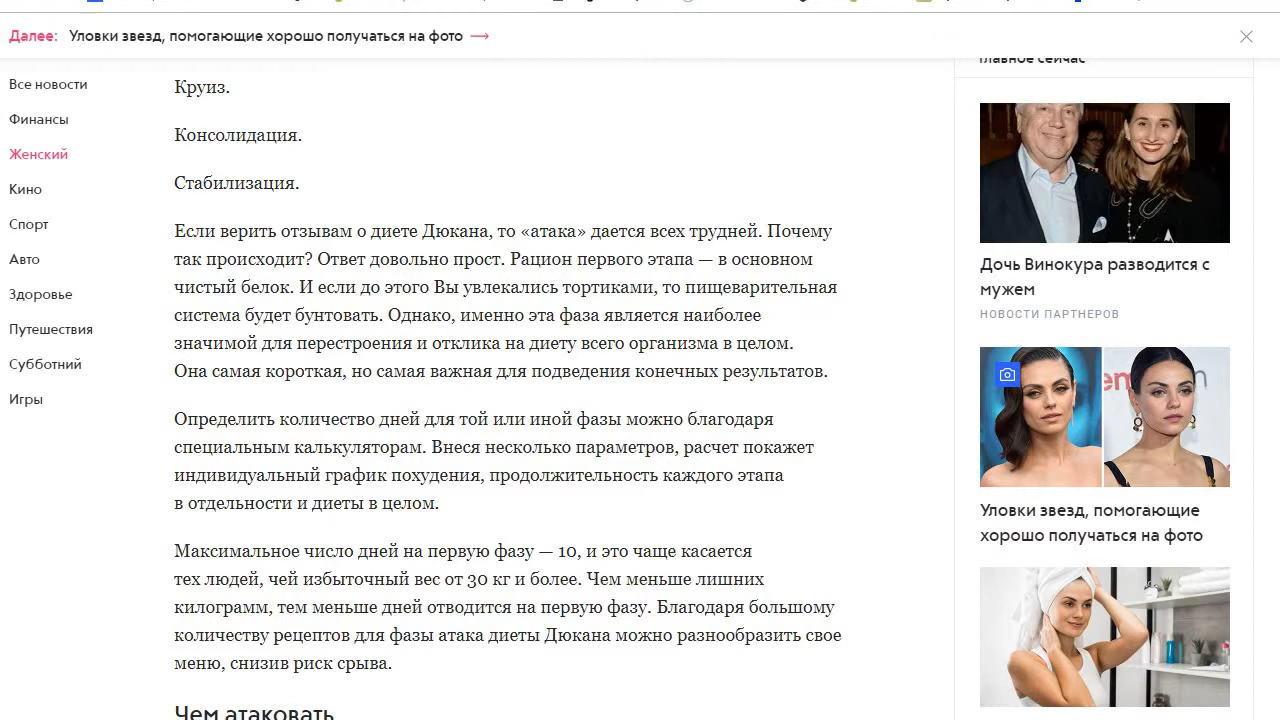 Далее: Уловки звезд, помогающие хорошо получаться на фото →
Все новости
Финансы
Женский
Кино
Спорт
Авто
Здоровье
Путешествия
Субботний
Игры
Круиз.
Консолидация.
Стабилизация.
Если верить отзывам о диете Дюкана, то «атака» дается всех трудней. Почему
так происходит? Ответ довольно прост. Рацион первого этапа — в основном
чистый белок. И если до этого Вы увлекались тортиками, то пищеварительная
система будет бунтовать. Однако, именно эта фаза является наиболее
значимой для перестроения и отклика на диету всего организма в целом.
Она самая короткая, но самая важная для подведения конечных результатов.
Определить количество дней для той или иной фазы можно благодаря
специальным калькуляторам. Внеся несколько параметров, расчет покажет
индивидуальный график похудения, продолжительность каждого этапа
в отдельности и диеты в целом.
Максимальное число дней на первую фазу — 10, и это чаще касается
тех людей, чей избыточный вес от 30 кг и более. Чем меньше лишних
килограмм, тем меньше дней отводится на первую фазу. Благодаря большому
количеству рецептов для фазы атака диеты Дюкана можно разнообразить свое
меню, снизив риск срыва.
Чем атаковать
Главное сейчас
Дочь Винокура разводится с
мужем
НОВОСТИ ПАРТНЕРОВ
Уловки звезд, помогающие
хорошо получаться на фото